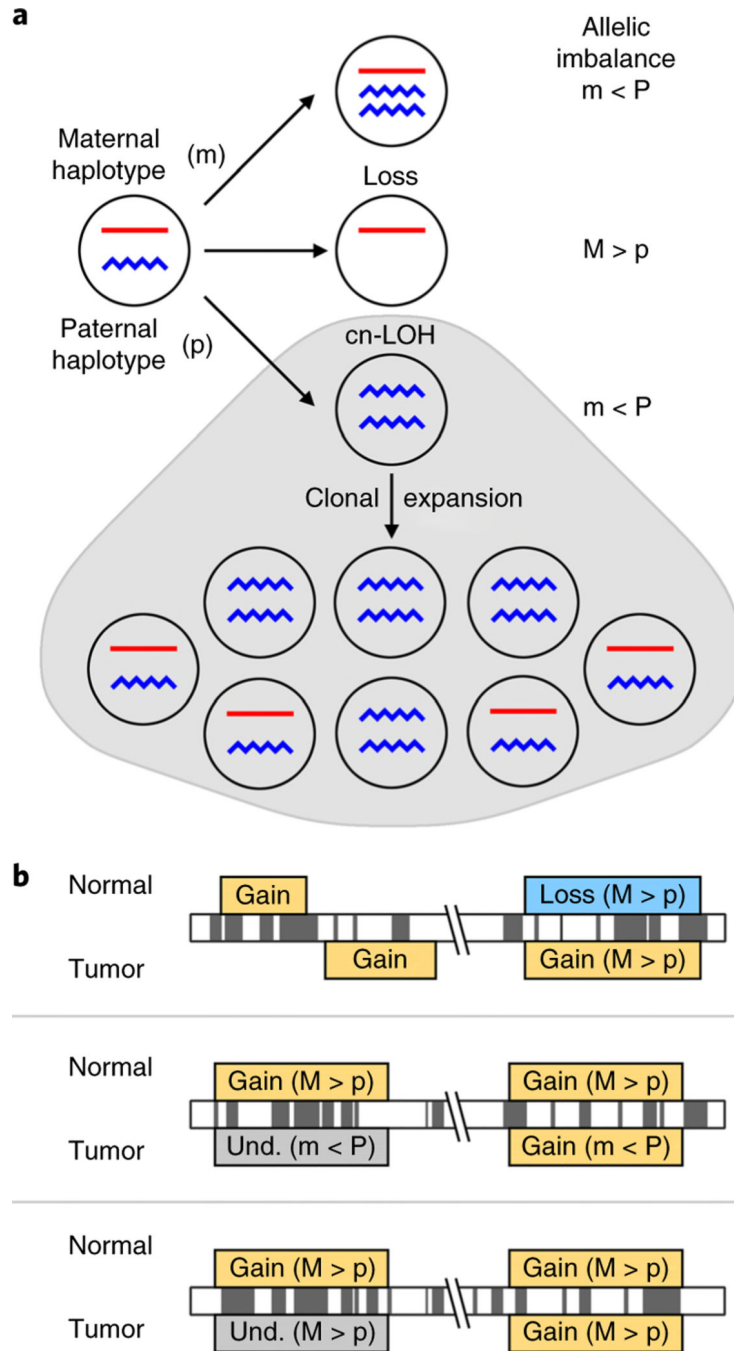 a
Allelic
imbalance
m < P
Maternal
haplotype (m)
Loss
M > p
Paternal
haplotype (p)
cn-LOH
m < P
Clonal expansion
b
Normal
Gain
Loss (M > p)
Tumor
Gain
Gain (M > p)
Normal
Gain (M > p)
Gain (M > p)
Tumor
Und. (m < P)
Gain (m < P)
Normal
Gain (M > p)
Gain (M > p)
Tumor
Und. (M > p)
Gain (M > p)